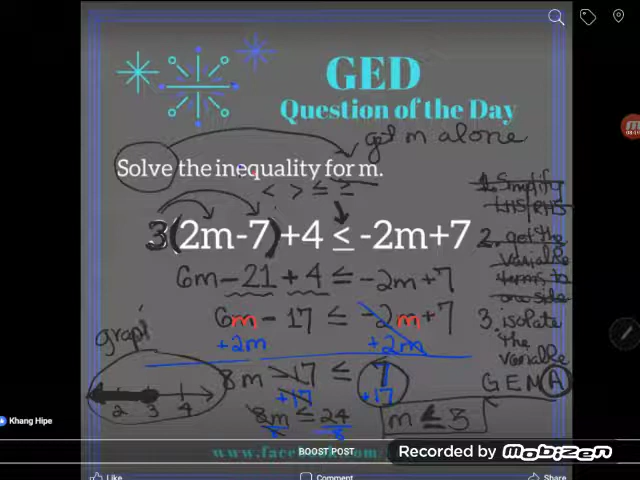 GED
Question of the Day
get m alone
Solve the inequality for m.
< > ≤ ≥
3(2m-7)+4 ≤ -2m+7
6m - 21 + 4 ≤ -2m+7
6m - 17 ≤ -2m+7
+2m +2m
8m - 17 ≤ 7
+17 +17
8m ≤ 24
8 8
m ≤ 3
graph
2 3 4
1. Simplify
LHS/RHS
2. get the
variable
terms to
one side
3. isolate
the
variable
GEMA
Khang Hipe
www.facebook.com/
BOOST POST
Recorded by mobizen
Like Comment Share